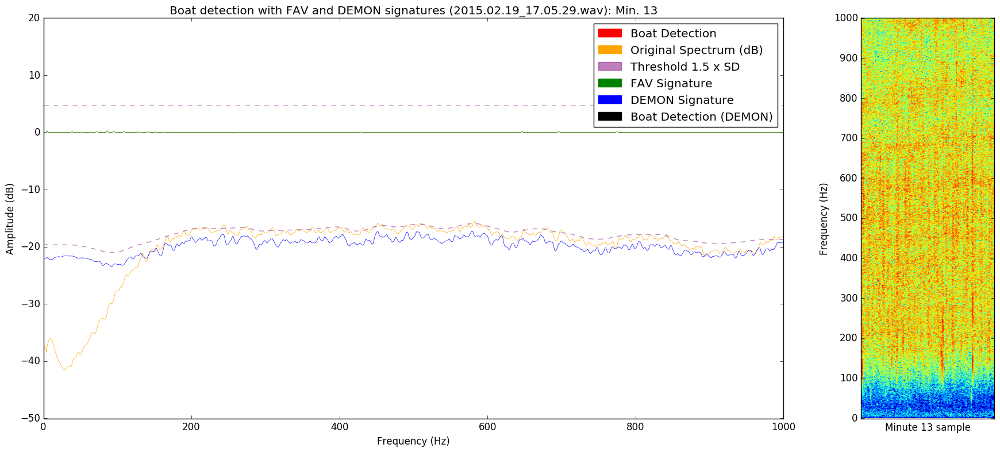 Boat detection with FAV and DEMON signatures (2015.02.19_17.05.29.wav): Min. 13
20
10
0
−10
−20
−30
−40
−50
Amplitude (dB)
Boat Detection
Original Spectrum (dB)
Threshold 1.5 x SD
FAV Signature
DEMON Signature
Boat Detection (DEMON)
0
200
400
600
800
1000
Frequency (Hz)
1000
900
800
700
600
500
400
300
200
100
0
Frequency (Hz)
Minute 13 sample